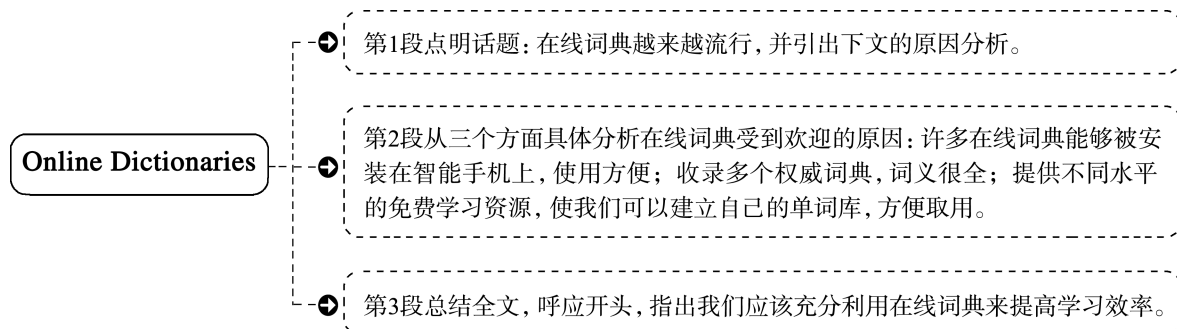 第1段点明话题：在线词典越来越流行，并引出下文的原因分析。
Online Dictionaries
第2段从三个方面具体分析在线词典受到欢迎的原因：许多在线词典能够被安
装在智能手机上，使用方便；收录多个权威词典，词义很全；提供不同水平
的免费学习资源，使我们可以建立自己的单词库，方便取用。
第3段总结全文，呼应开头，指出我们应该充分利用在线词典来提高学习效率。